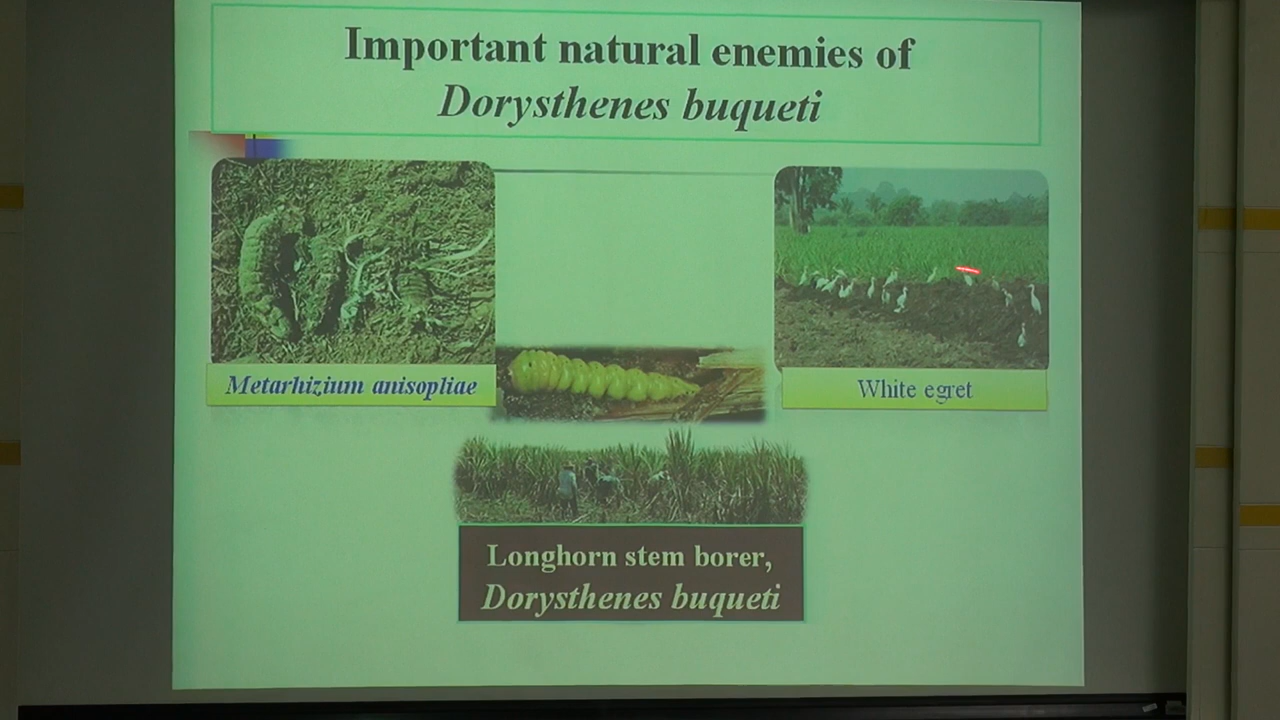 Important natural enemies of
Dorysthenes buqueti
Metarhizium anisopliae
White egret
Longhorn stem borer,
Dorysthenes buqueti